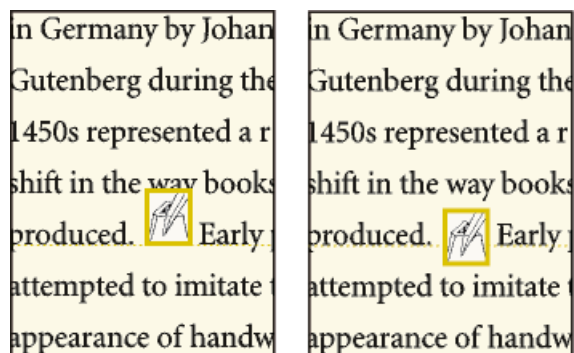 in Germany by Johan
Gutenberg during the
1450s represented a r
shift in the way books
produced. Early
attempted to imitate
appearance of handw
in Germany by Johan
Gutenberg during the
1450s represented a r
shift in the way books
produced. Early
attempted to imitate
appearance of handw